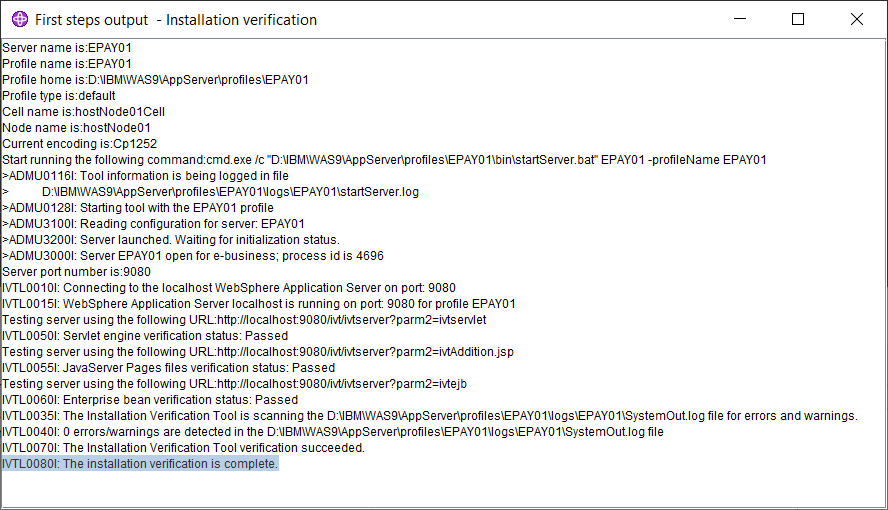 First steps output  - Installation verification
Server name is:EPAY01
Profile name is:EPAY01
Profile home is:D:\IBM\WAS9\AppServer\profiles\EPAY01
Profile type is:default
Cell name is:hostNode01Cell
Node name is:hostNode01
Current encoding is:Cp1252
Start running the following command:cmd.exe /c "D:\IBM\WAS9\AppServer\profiles\EPAY01\bin\startServer.bat" EPAY01 -profileName EPAY01
>ADMU0116I: Tool information is being logged in file
>          D:\IBM\WAS9\AppServer\profiles\EPAY01\logs\EPAY01\startServer.log
>ADMU0128I: Starting tool with the EPAY01 profile
>ADMU3100I: Reading configuration for server: EPAY01
>ADMU3200I: Server launched. Waiting for initialization status.
>ADMU3000I: Server EPAY01 open for e-business; process id is 4696
Server port number is:9080
IVTL0010I: Connecting to the localhost WebSphere Application Server on port: 9080
IVTL0015I: WebSphere Application Server localhost is running on port: 9080 for profile EPAY01
Testing server using the following URL:http://localhost:9080/ivt/ivtserver?parm2=ivtservlet
IVTL0050I: Servlet engine verification status: Passed
Testing server using the following URL:http://localhost:9080/ivt/ivtserver?parm2=ivtAddition.jsp
IVTL0055I: JavaServer Pages files verification status: Passed
Testing server using the following URL:http://localhost:9080/ivt/ivtserver?parm2=ivtejb
IVTL0060I: Enterprise bean verification status: Passed
IVTL0035I: The Installation Verification Tool is scanning the D:\IBM\WAS9\AppServer\profiles\EPAY01\logs\EPAY01\SystemOut.log file for errors and warnings.
IVTL0040I: 0 errors/warnings are detected in the D:\IBM\WAS9\AppServer\profiles\EPAY01\logs\EPAY01\SystemOut.log file
IVTL0070I: The Installation Verification Tool verification succeeded.
IVTL0080I: The installation verification is complete.